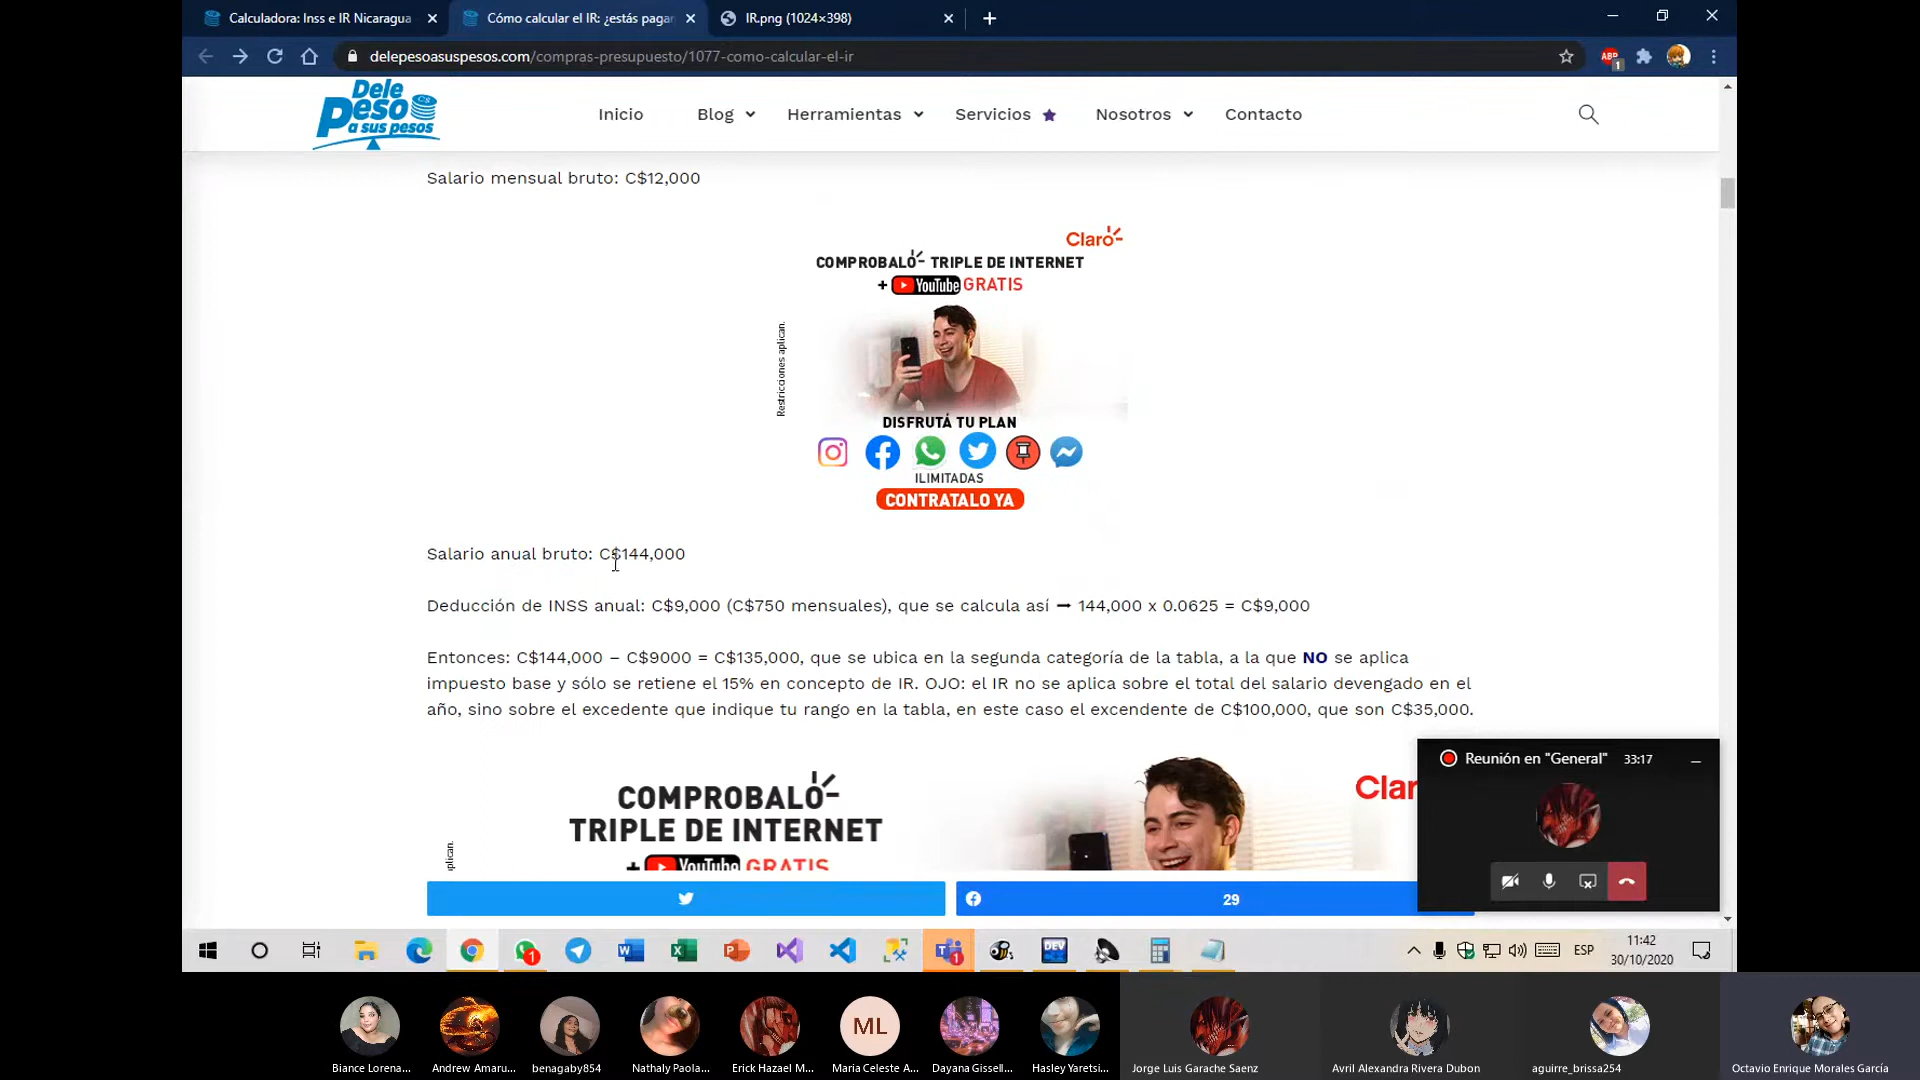 Calculadora: Inss e IR Nicaragua
Cómo calcular el IR: ¿estás pagan
IR.png (1024×398)
delepesoasuspesos.com/compras-presupuesto/1077-como-calcular-el-ir
ABP
1
Dele
Peso
a sus pesos
C$
Inicio
Blog
Herramientas
Servicios
Nosotros
Contacto
Salario mensual bruto: C$12,000
Claro
COMPROBALO TRIPLE DE INTERNET
+ YouTube GRATIS
Restricciones aplican.
DISFRUTÁ TU PLAN
ILIMITADAS
CONTRATALO YA
Salario anual bruto: C$144,000
Deducción de INSS anual: C$9,000 (C$750 mensuales), que se calcula así ➞ 144,000 x 0.0625 = C$9,000
Entonces: C$144,000 – C$9000 = C$135,000, que se ubica en la segunda categoría de la tabla, a la que NO se aplica
impuesto base y sólo se retiene el 15% en concepto de IR. OJO: el IR no se aplica sobre el total del salario devengado en el
año, sino sobre el excedente que indique tu rango en la tabla, en este caso el excendente de C$100,000, que son C$35,000.
COMPROBALO
TRIPLE DE INTERNET
+ YouTube GRATIS
plican.
Clar
Reunión en "General" 33:17
29
1
1
DEV
ESP
11:42
30/10/2020
ML
Biance Lorena...
Andrew Amaru...
benagaby854
Nathaly Paola...
Erick Hazael M...
Maria Celeste A...
Dayana Gissell...
Hasley Yaretsi...
Jorge Luis Garache Saenz
Avril Alexandra Rivera Dubon
aguirre_brissa254
Octavio Enrique Morales García